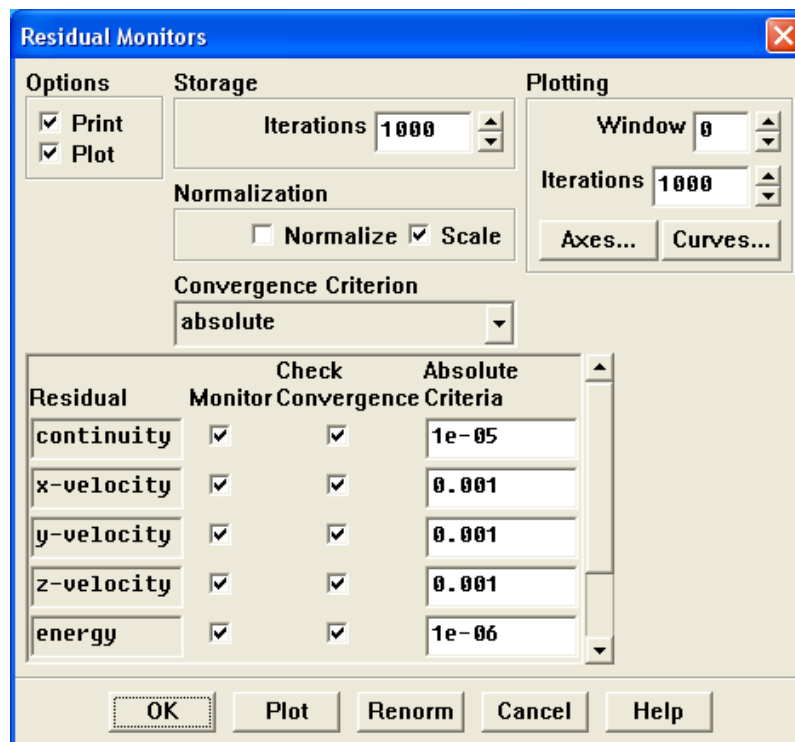 Residual Monitors
Options
Print
Plot
Storage
Iterations 1000
Normalization
Normalize Scale
Convergence Criterion
absolute
Plotting
Window 0
Iterations 1000
Axes... Curves...
Residual Monitor Check Convergence Absolute Criteria
continuity 1e-05
x-velocity 0.001
y-velocity 0.001
z-velocity 0.001
energy 1e-06
OK Plot Renorm Cancel Help